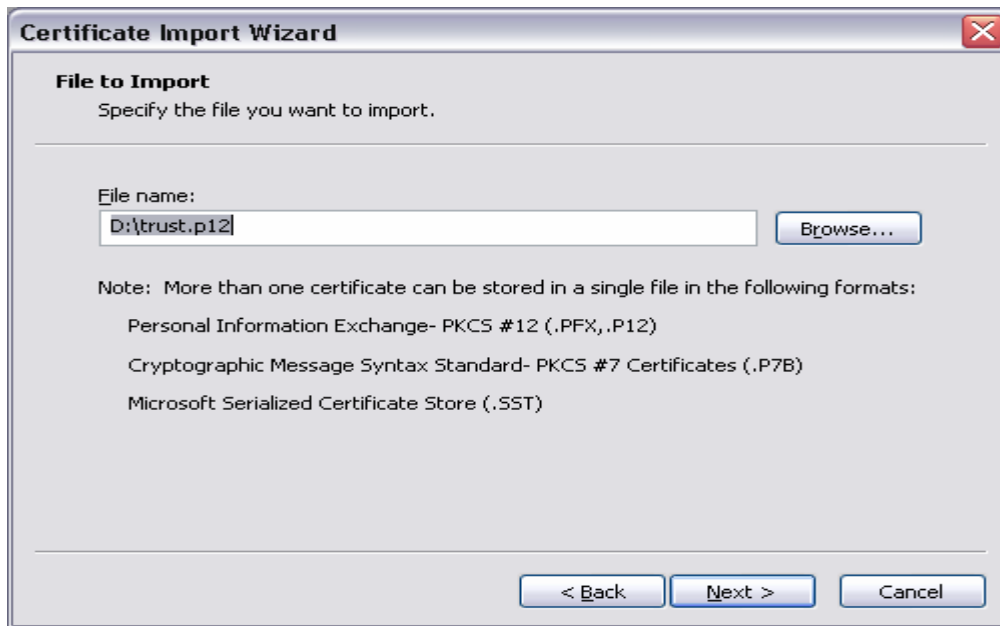 Certificate Import Wizard
File to Import
Specify the file you want to import.
File name:
D:\trust.p12
Browse...
Note: More than one certificate can be stored in a single file in the following formats:
Personal Information Exchange- PKCS #12 (.PFX,.P12)
Cryptographic Message Syntax Standard- PKCS #7 Certificates (.P7B)
Microsoft Serialized Certificate Store (.SST)
< Back Next > Cancel